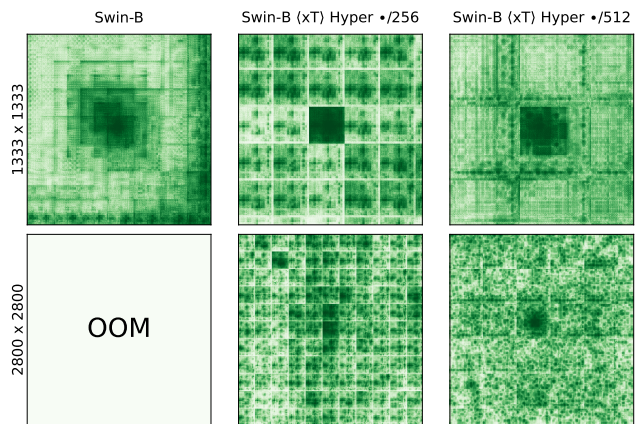 Swin-B
Swin-B ⟨xT⟩ Hyper •/256
Swin-B ⟨xT⟩ Hyper •/512
1333 x 1333
2800 x 2800
OOM